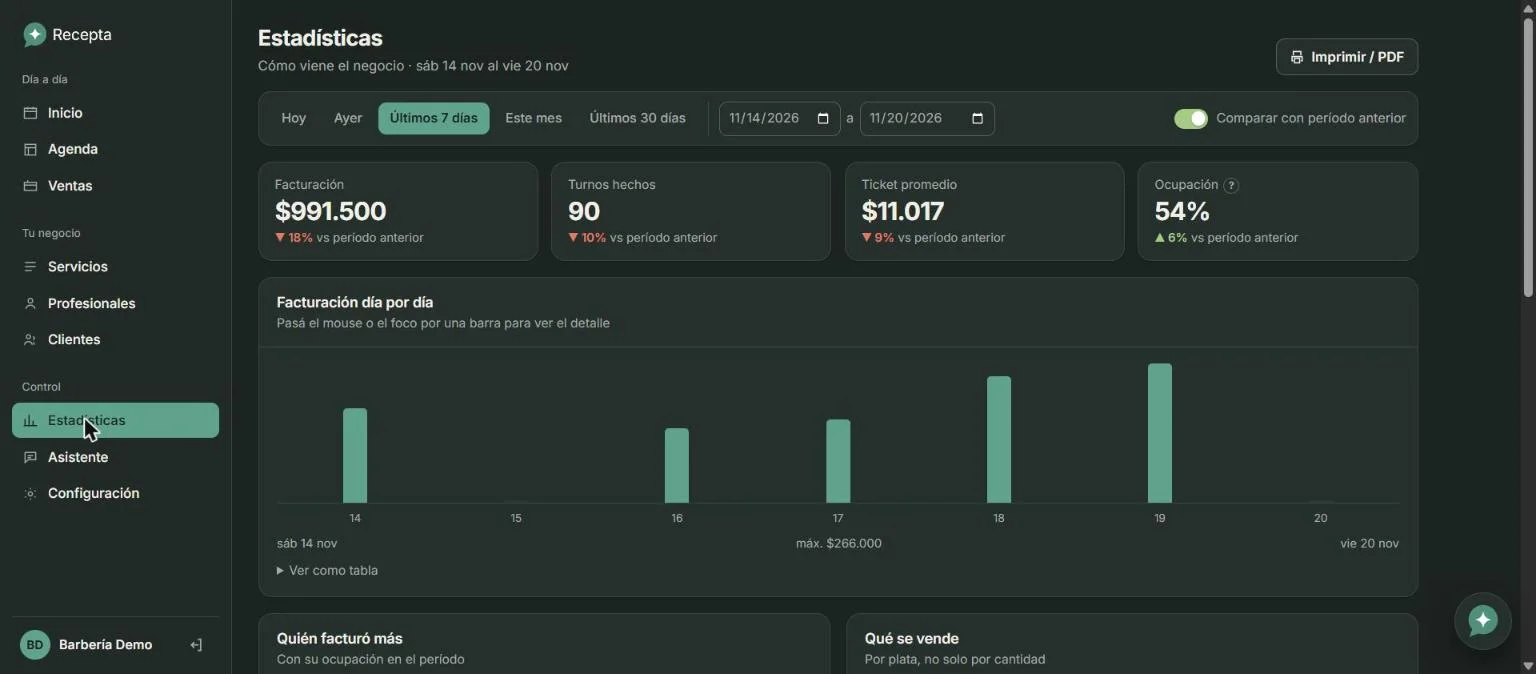 Recepta
Día a día
Inicio
Agenda
Ventas
Tu negocio
Servicios
Profesionales
Clientes
Control
Estadísticas
Asistente
Configuración
BD Barbería Demo
Estadísticas
Cómo viene el negocio · sáb 14 nov al vie 20 nov
Imprimir / PDF
Hoy Ayer Últimos 7 días Este mes Últimos 30 días 11/14/2026 a 11/20/2026 Comparar con período anterior
Facturación
$991.500
▼ 18% vs período anterior
Turnos hechos
90
▼ 10% vs período anterior
Ticket promedio
$11.017
▼ 9% vs período anterior
Ocupación ?
54%
▲ 6% vs período anterior
Facturación día por día
Pasá el mouse o el foco por una barra para ver el detalle
14 15 16 17 18 19 20
sáb 14 nov máx. $266.000 vie 20 nov
▶ Ver como tabla
Quién facturó más
Con su ocupación en el período
Qué se vende
Por plata, no solo por cantidad